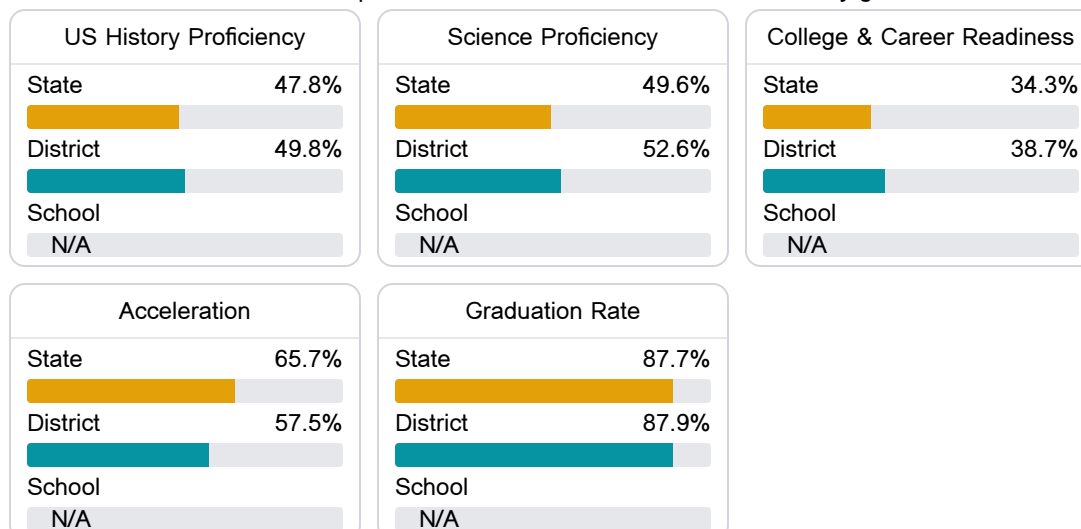 US History Proficiency
State 47.8%
District 49.8%
School
N/A
Science Proficiency
State 49.6%
District 52.6%
School
N/A
College & Career Readiness
State 34.3%
District 38.7%
School
N/A
Acceleration
State 65.7%
District 57.5%
School
N/A
Graduation Rate
State 87.7%
District 87.9%
School
N/A